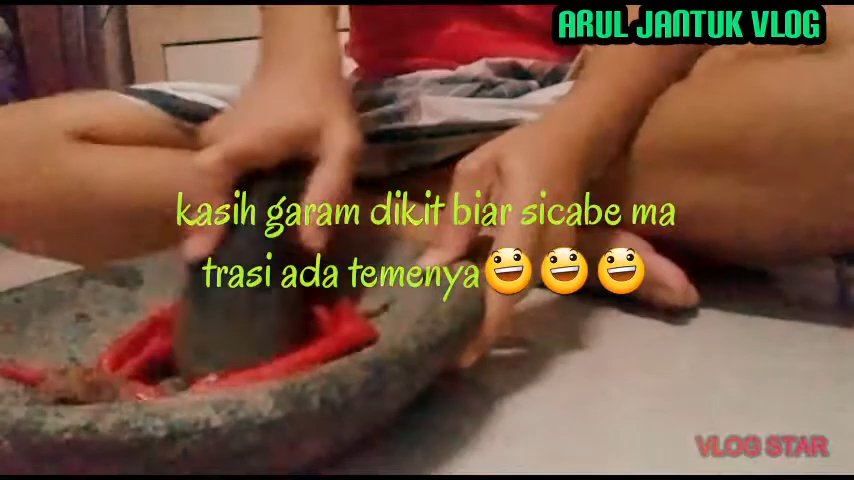 ARUL JANTUK VLOG
kasih garam dikit biar sicabe ma
trasi ada temenya😀😀😀
VLOG STAR